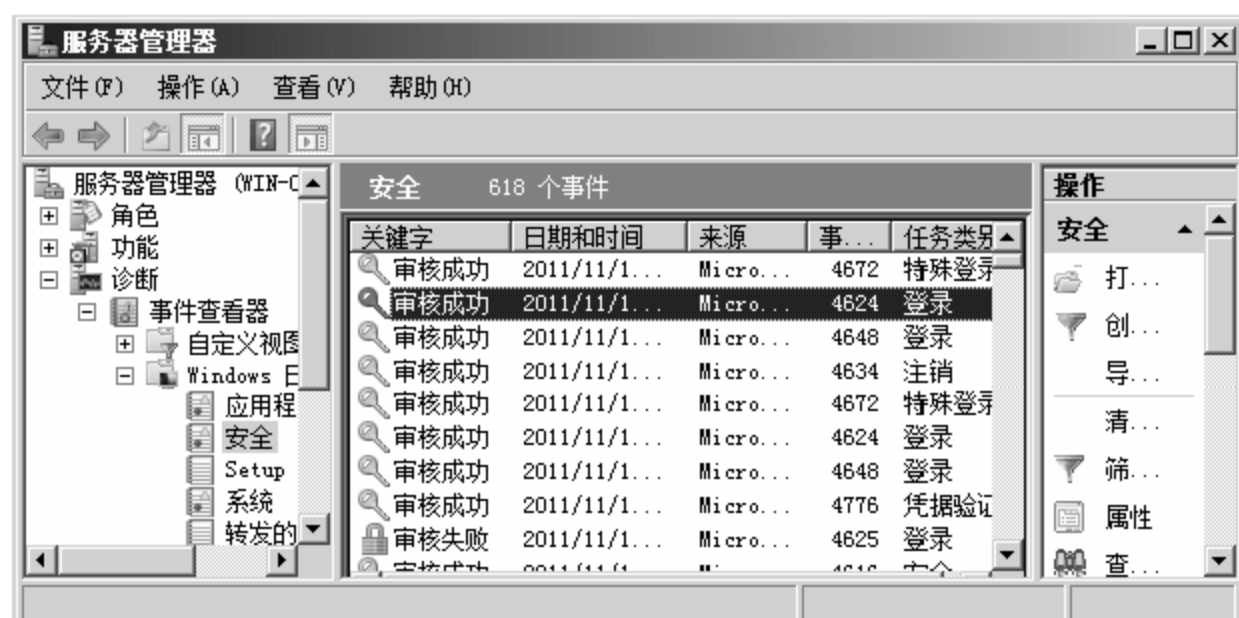 服务器管理器
文件(F) 操作(A) 查看(V) 帮助(H)
服务器管理器 (WIN-C
角色
功能
诊断
事件查看器
自定义视图
Windows 日
应用程
安全
Setup
系统
转发的
安全 618 个事件
关键字 日期和时间 来源 事... 任务类别
审核成功 2011/11/1... Micro... 4672 特殊登录
审核成功 2011/11/1... Micro... 4624 登录
审核成功 2011/11/1... Micro... 4648 登录
审核成功 2011/11/1... Micro... 4634 注销
审核成功 2011/11/1... Micro... 4672 特殊登录
审核成功 2011/11/1... Micro... 4624 登录
审核成功 2011/11/1... Micro... 4648 登录
审核成功 2011/11/1... Micro... 4776 凭据验证
审核失败 2011/11/1... Micro... 4625 登录
操作
安全
打...
创...
导...
清...
筛...
属性
查...